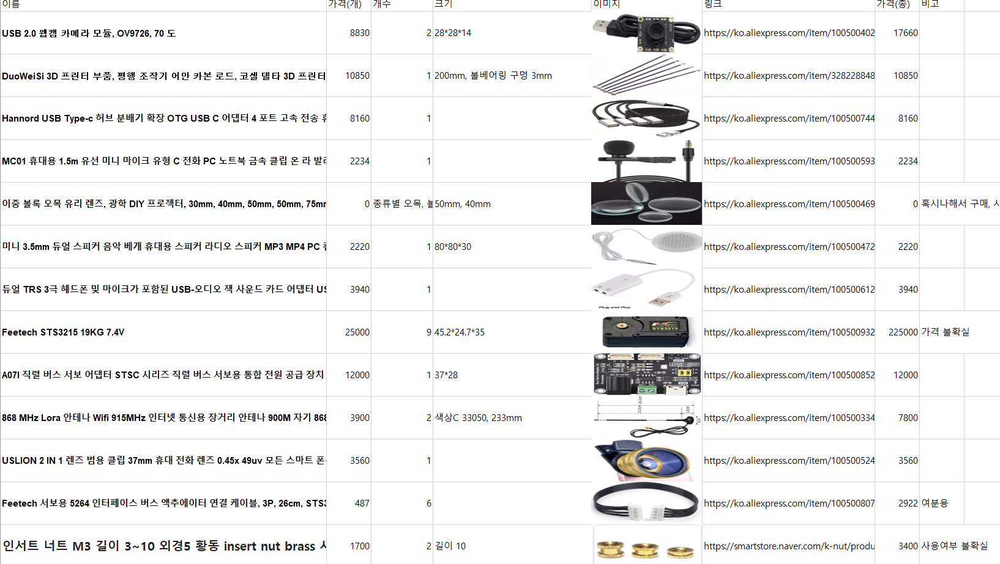 이름 가격(개) 개수 크기 이미지 링크 가격(총) 비고
USB 2.0 웹캠 카메라 모듈, OV9726, 70 도 8830 2 28*28*14 https://ko.aliexpress.com/item/100500402 17660
DuoWeiSi 3D 프린터 부품, 평행 조작기 어안 카본 로드, 코셀 델타 3D 프린터 10850 1 200mm, 볼베어링 구멍 3mm https://ko.aliexpress.com/item/328228848 10850
Hannord USB Type-c 허브 분배기 확장 OTG USB C 어댑터 4 포트 고속 전송 휴 8160 1 https://ko.aliexpress.com/item/100500744 8160
MC01 휴대용 1.5m 유선 미니 마이크 유형 C 전화 PC 노트북 금속 클립 온 라 발 2234 1 https://ko.aliexpress.com/item/100500593 2234
이중 볼록 오목 유리 렌즈, 광학 DIY 프로젝터, 30mm, 40mm, 50mm, 50mm, 75mm 0 종류별 오목, 볼 50mm, 40mm https://ko.aliexpress.com/item/100500469 0 혹시나해서 구매, 사
미니 3.5mm 듀얼 스피커 음악 베개 휴대용 스피커 라디오 스피커 MP3 MP4 PC 2220 1 80*80*30 https://ko.aliexpress.com/item/100500472 2220
듀얼 TRS 3극 헤드폰 및 마이크가 포함된 USB-오디오 잭 사운드 카드 어댑터 US 3940 1 Plug and Play https://ko.aliexpress.com/item/100500612 3940
Feetech STS3215 19KG 7.4V 25000 9 45.2*24.7*35 STS3215 https://ko.aliexpress.com/item/100500932 225000 가격 불확실
A07I 직렬 버스 서보 어댑터 STSC 시리즈 직렬 버스 서보용 통합 전원 공급 장치 12000 1 37*28 https://ko.aliexpress.com/item/100500852 12000
868 MHz Lora 안테나 Wifi 915MHz 인터넷 통신용 장거리 안테나 900M 자기 868 3900 2 색상C 33050, 233mm https://ko.aliexpress.com/item/100500334 7800
USLION 2 IN 1 렌즈 범용 클립 37mm 휴대 전화 렌즈 0.45x 49uv 모든 스마트 폰 3560 1 https://ko.aliexpress.com/item/100500524 3560
Feetech 서보용 5264 인터페이스 버스 액추에이터 연결 케이블, 3P, 26cm, STS3 487 6 https://ko.aliexpress.com/item/100500807 2922 여분용
인서트 너트 M3 길이 3~10 외경5 황동 insert nut brass 1700 2 길이 10 https://smartstore.naver.com/k-nut/produ 3400 사용여부 불확실